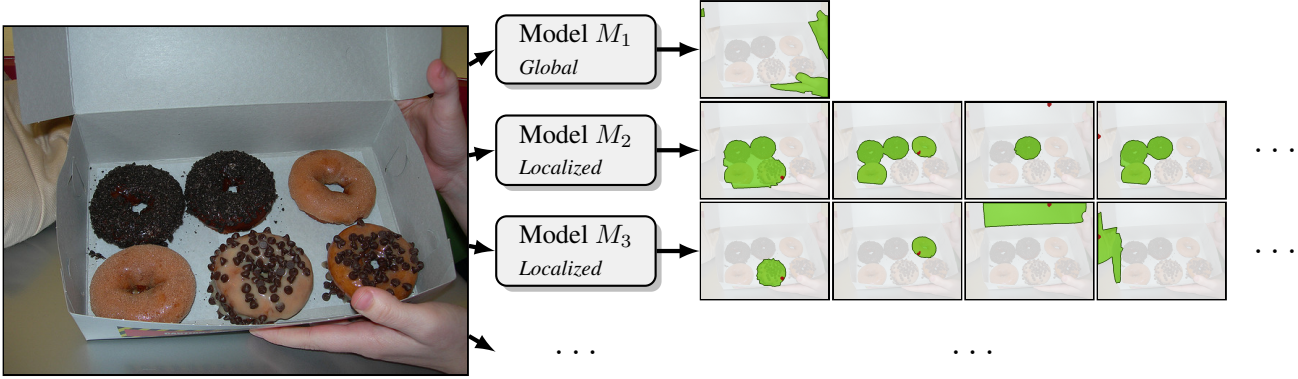 Model M₁
Global
Model M₂
Localized
. . .
Model M₃
Localized
. . .
. . .
. . .